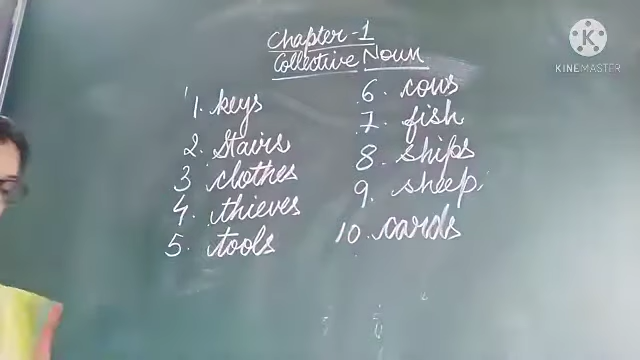 Chapter-1
Collective Noun
1. keys
2. stairs
3 clothes
4. thieves
5. tools
6. cows
7. fish
8 ships
9. sheep
10. cards
K
KINEMASTER